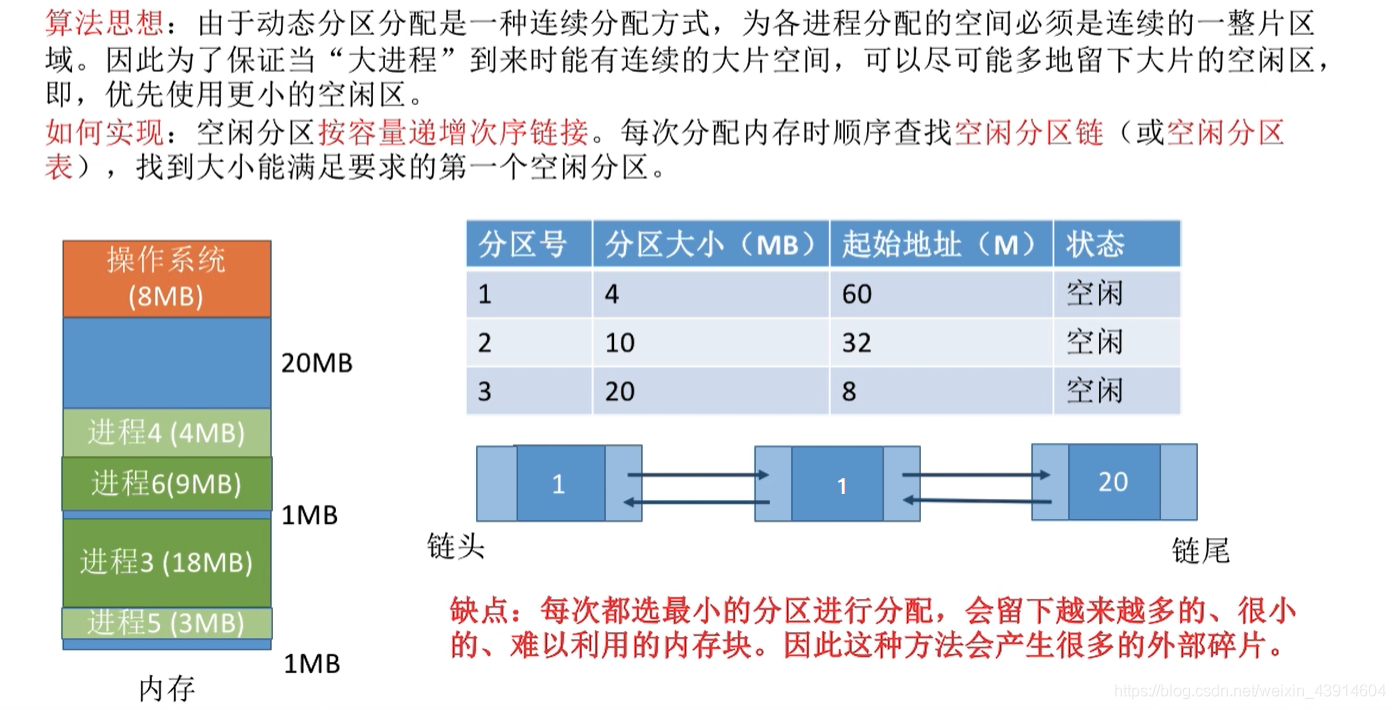 算法思想：由于动态分区分配是一种连续分配方式，为各进程分配的空间必须是连续的一整片区
域。因此为了保证当“大进程”到来时能有连续的大片空间，可以尽可能多地留下大片的空闲区，
即，优先使用更小的空闲区。
如何实现：空闲分区按容量递增次序链接。每次分配内存时顺序查找空闲分区链（或空闲分区
表），找到大小能满足要求的第一个空闲分区。
操作系统
(8MB)
20MB
进程4 (4MB)
进程6(9MB)
1MB
进程3 (18MB)
进程5 (3MB)
1MB
内存
分区号 分区大小（MB） 起始地址（M） 状态
1 4 60 空闲
2 10 32 空闲
3 20 8 空闲
1 1 20
链头 链尾
缺点：每次都选最小的分区进行分配，会留下越来越多的、很小
的、难以利用的内存块。因此这种方法会产生很多的外部碎片。
https://blog.csdn.net/weixin_43914604